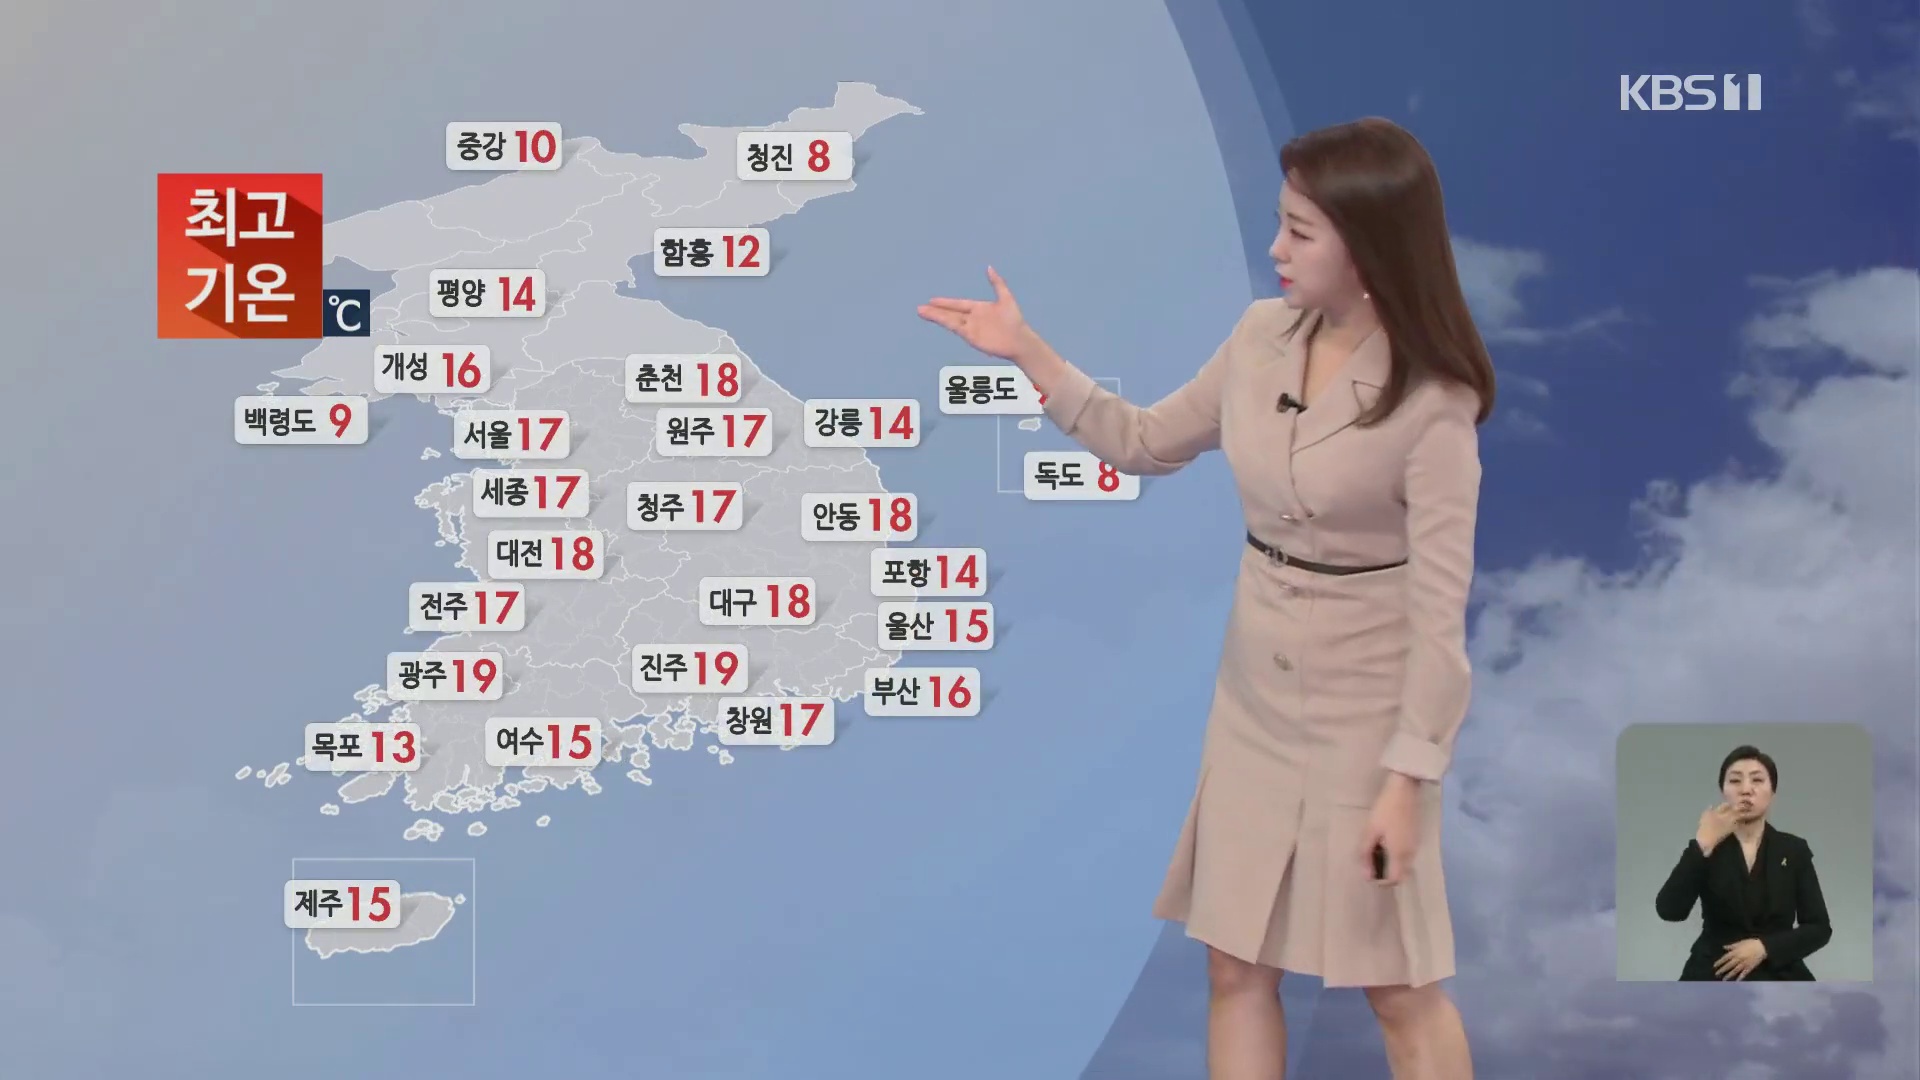 KBS 1
최고
기온
℃
중강 10
청진 8
함흥 12
평양 14
개성 16
춘천 18
백령도 9
서울 17
원주 17
강릉 14
울릉도
독도 8
세종 17
청주 17
안동 18
대전 18
포항 14
전주 17
대구 18
울산 15
광주 19
진주 19
부산 16
창원 17
목포 13
여수 15
제주 15